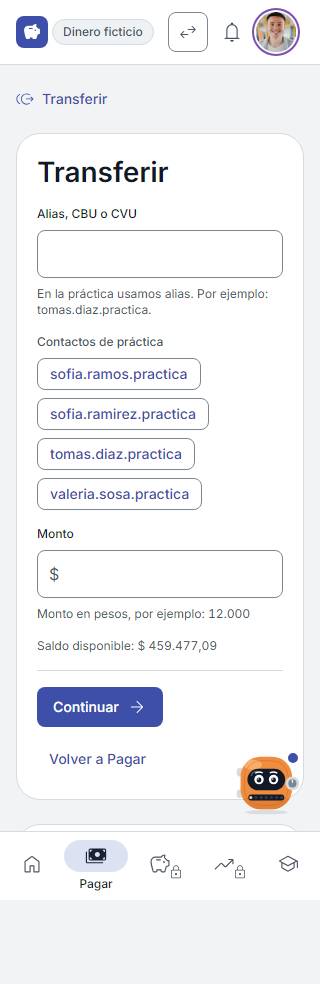 Dinero ficticio
Transferir
Transferir
Alias, CBU o CVU
En la práctica usamos alias. Por ejemplo:
tomas.diaz.practica.
Contactos de práctica
sofia.ramos.practica
sofia.ramirez.practica
tomas.diaz.practica
valeria.sosa.practica
Monto
$
Monto en pesos, por ejemplo: 12.000
Saldo disponible: $ 459.477,09
Continuar
Volver a Pagar
Pagar